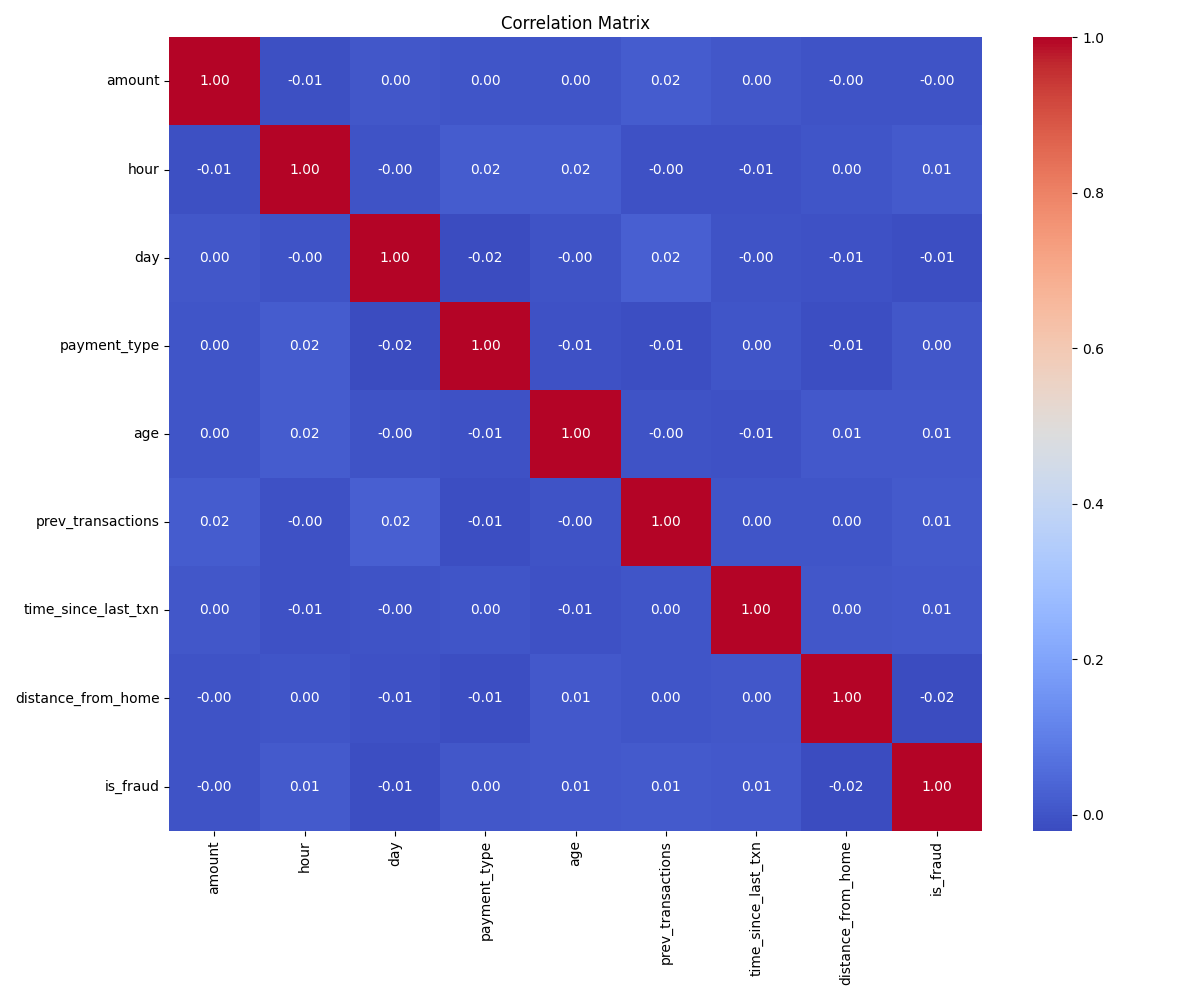 Correlation Matrix
amount 1.00 -0.01 0.00 0.00 0.00 0.02 0.00 -0.00 -0.00
hour -0.01 1.00 -0.00 0.02 0.02 -0.00 -0.01 0.00 0.01
day 0.00 -0.00 1.00 -0.02 -0.00 0.02 -0.00 -0.01 -0.01
payment_type 0.00 0.02 -0.02 1.00 -0.01 -0.01 0.00 -0.01 0.00
age 0.00 0.02 -0.00 -0.01 1.00 -0.00 -0.01 0.01 0.01
prev_transactions 0.02 -0.00 0.02 -0.01 -0.00 1.00 0.00 0.00 0.01
time_since_last_txn 0.00 -0.01 -0.00 0.00 -0.01 0.00 1.00 0.00 0.01
distance_from_home -0.00 0.00 -0.01 -0.01 0.01 0.00 0.00 1.00 -0.02
is_fraud -0.00 0.01 -0.01 0.00 0.01 0.01 0.01 -0.02 1.00
amount
hour
day
payment_type
age
prev_transactions
time_since_last_txn
distance_from_home
is_fraud
1.0
0.8
0.6
0.4
0.2
0.0